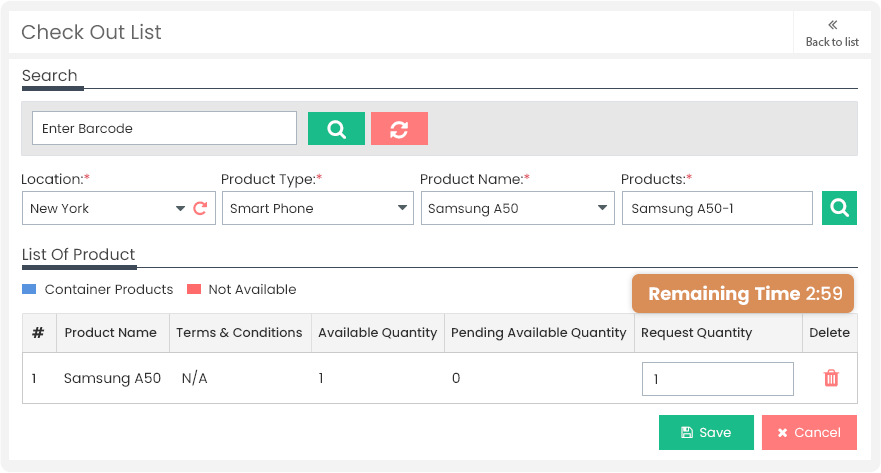 Check Out List
Back to list
Search
Enter Barcode
Location:* Product Type:* Product Name:* Products:*
New York Smart Phone Samsung A50 Samsung A50-1
List Of Product
Container Products Not Available
Remaining Time 2:59
# Product Name Terms & Conditions Available Quantity Pending Available Quantity Request Quantity Delete
1 Samsung A50 N/A 1 0 1
Save Cancel